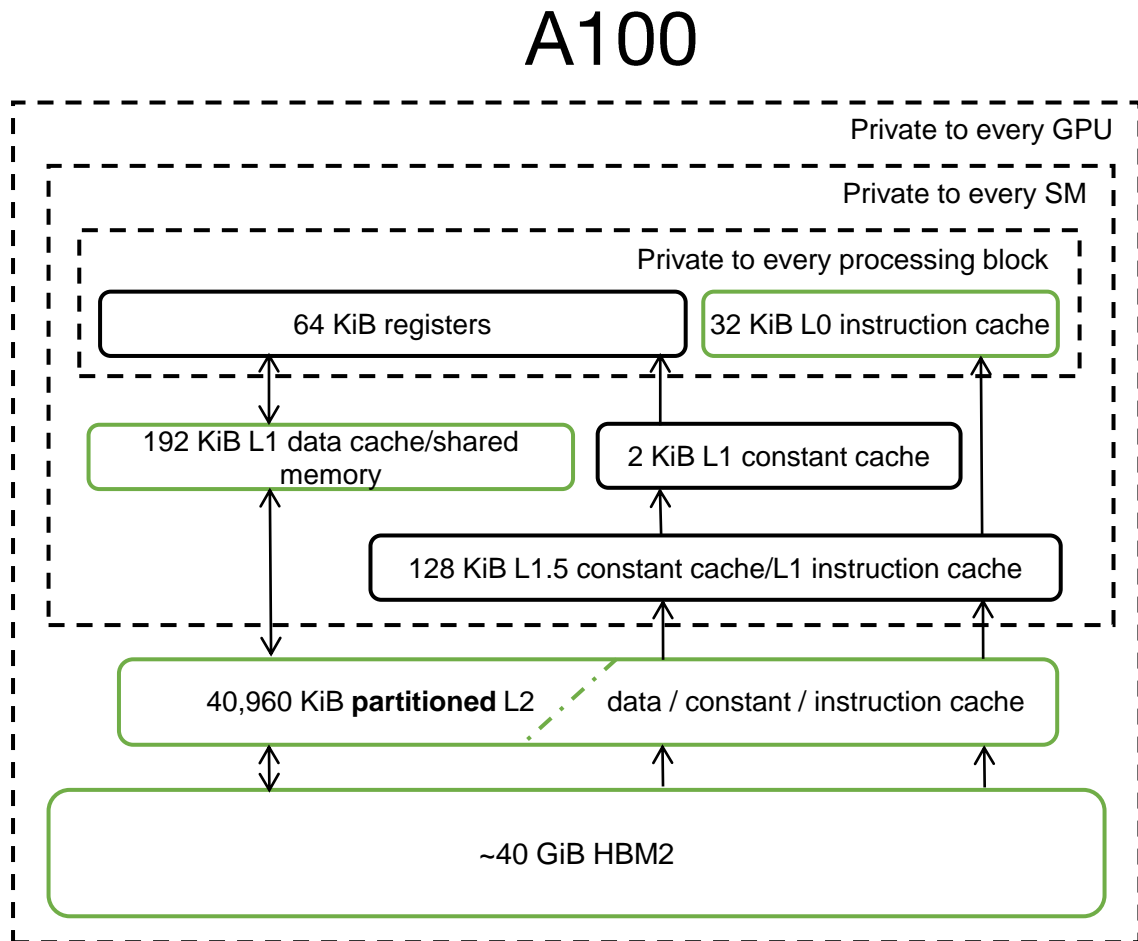 A100
Private to every GPU
Private to every SM
Private to every processing block
64 KiB registers
32 KiB L0 instruction cache
192 KiB L1 data cache/shared
memory
2 KiB L1 constant cache
128 KiB L1.5 constant cache/L1 instruction cache
40,960 KiB partitioned L2
data / constant / instruction cache
~40 GiB HBM2